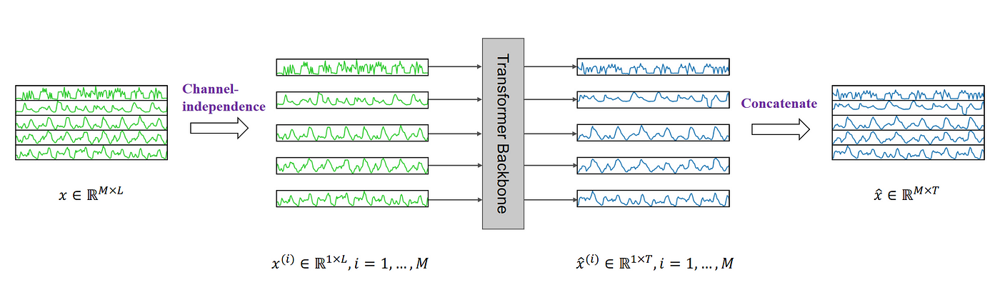 Channel-
independence
Transformer Backbone
Concatenate
𝑥 ∈ ℝ^{M×L}
x̂ ∈ ℝ^{M×T}
𝑥^{(i)} ∈ ℝ^{1×L}, i = 1, …, M
x̂^{(i)} ∈ ℝ^{1×T}, i = 1, …, M